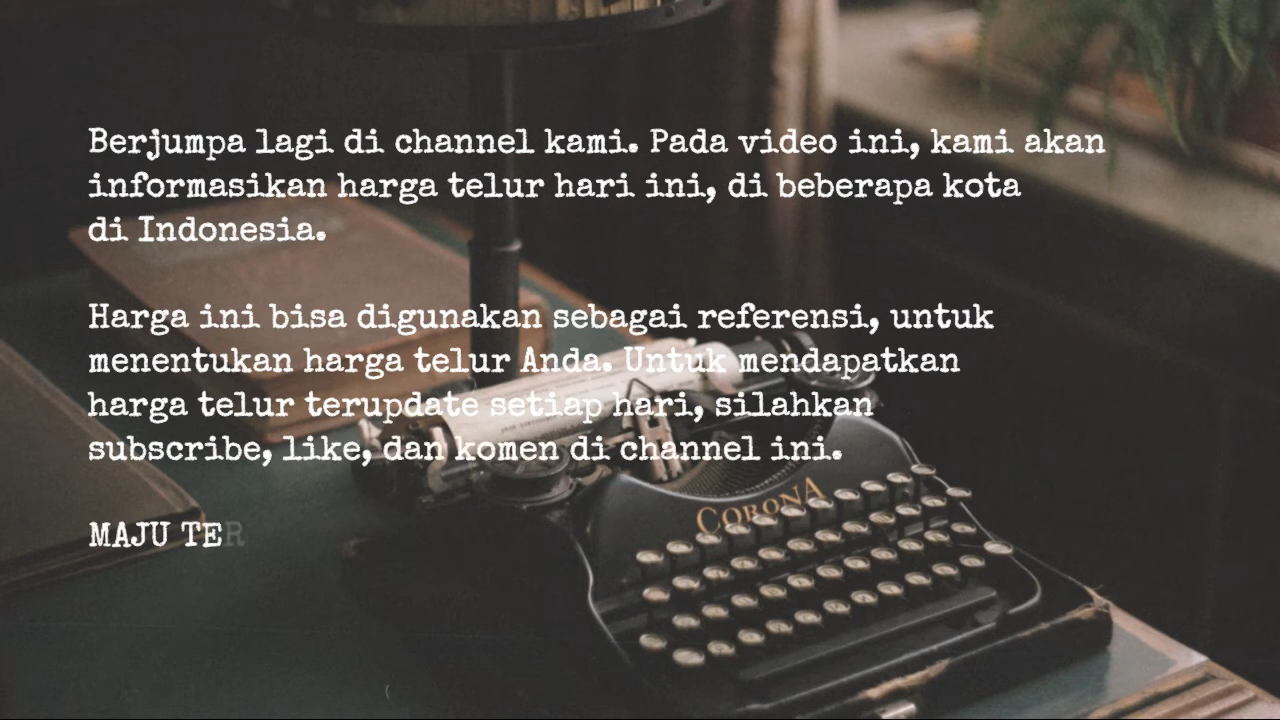 Berjumpa lagi di channel kami. Pada video ini, kami akan
informasikan harga telur hari ini, di beberapa kota
di Indonesia.
Harga ini bisa digunakan sebagai referensi, untuk
menentukan harga telur Anda. Untuk mendapatkan
harga telur terupdate setiap hari, silahkan
subscribe, like, dan komen di channel ini.
MAJU TER
CORONA